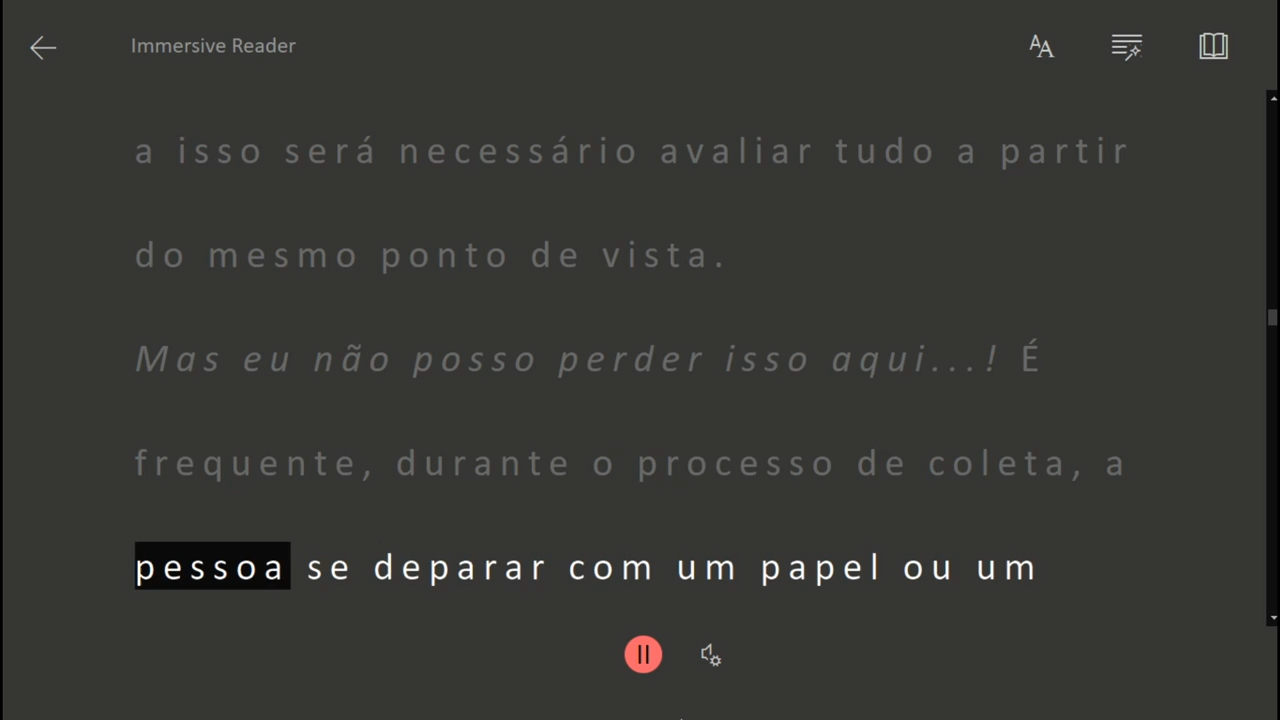 Immersive Reader
a isso será necessário avaliar tudo a partir
do mesmo ponto de vista.
Mas eu não posso perder isso aqui...! É
frequente, durante o processo de coleta, a
pessoa se deparar com um papel ou um